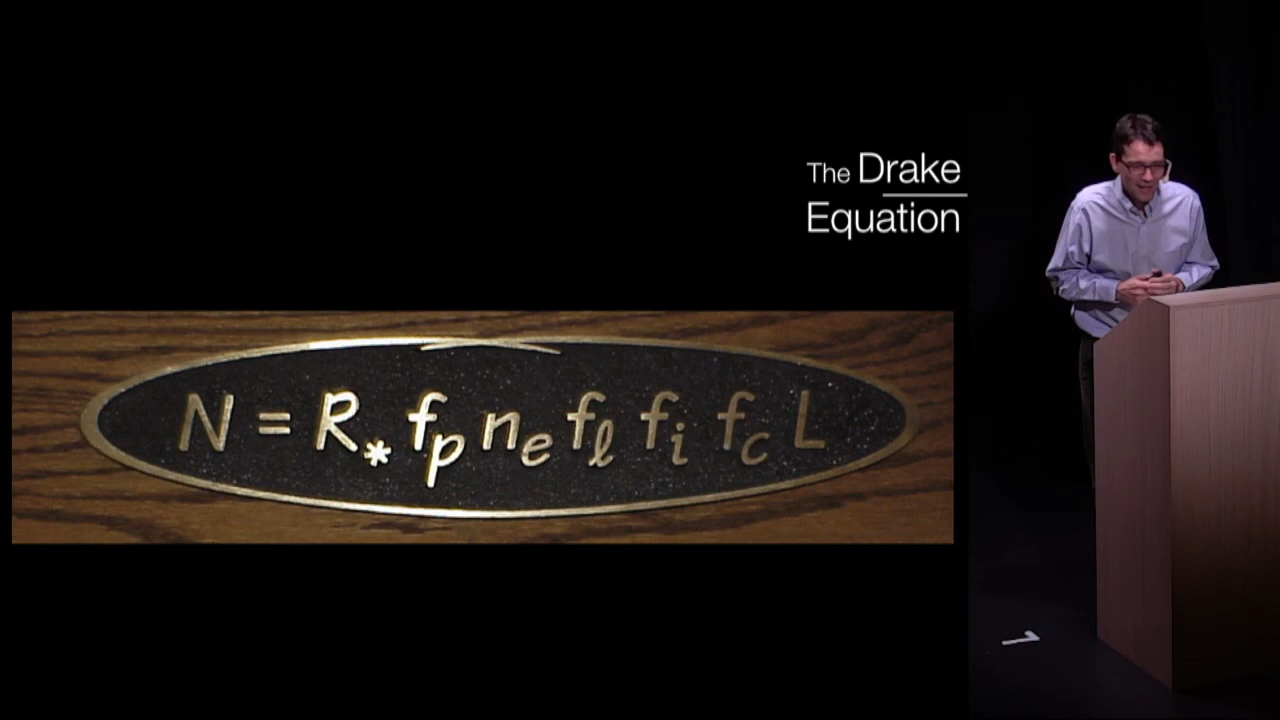 The Drake
Equation
N = R* fp ne fl fi fc L